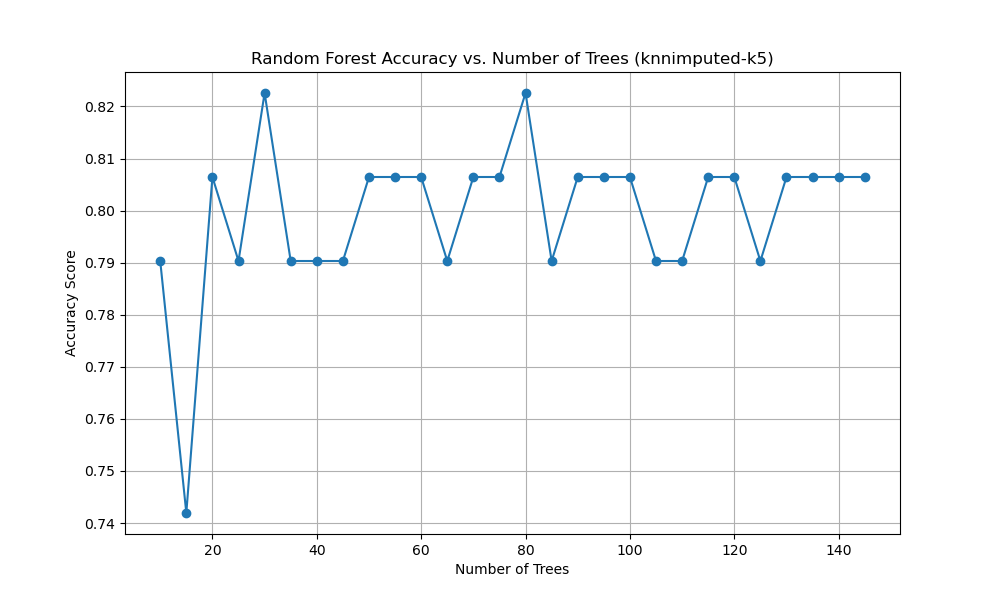 Random Forest Accuracy vs. Number of Trees (knnimputed-k5)
Accuracy Score
0.82
0.81
0.80
0.79
0.78
0.77
0.76
0.75
0.74
20 40 60 80 100 120 140
Number of Trees